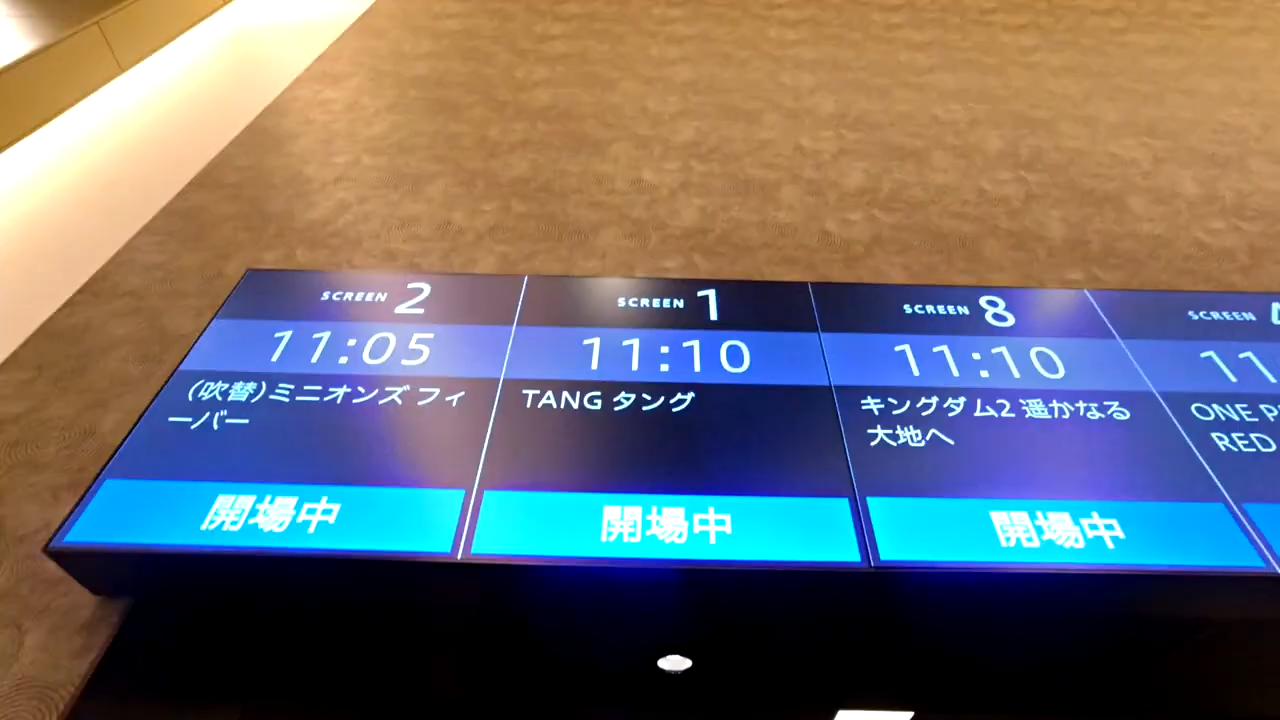 SCREEN 2
11:05
(吹替)ミニオンズ フィ
ーバー
開場中
SCREEN 1
11:10
TANG タング
開場中
SCREEN 8
11:10
キングダム2 遥かなる
大地へ
開場中
SCREEN
11
ONE
RED